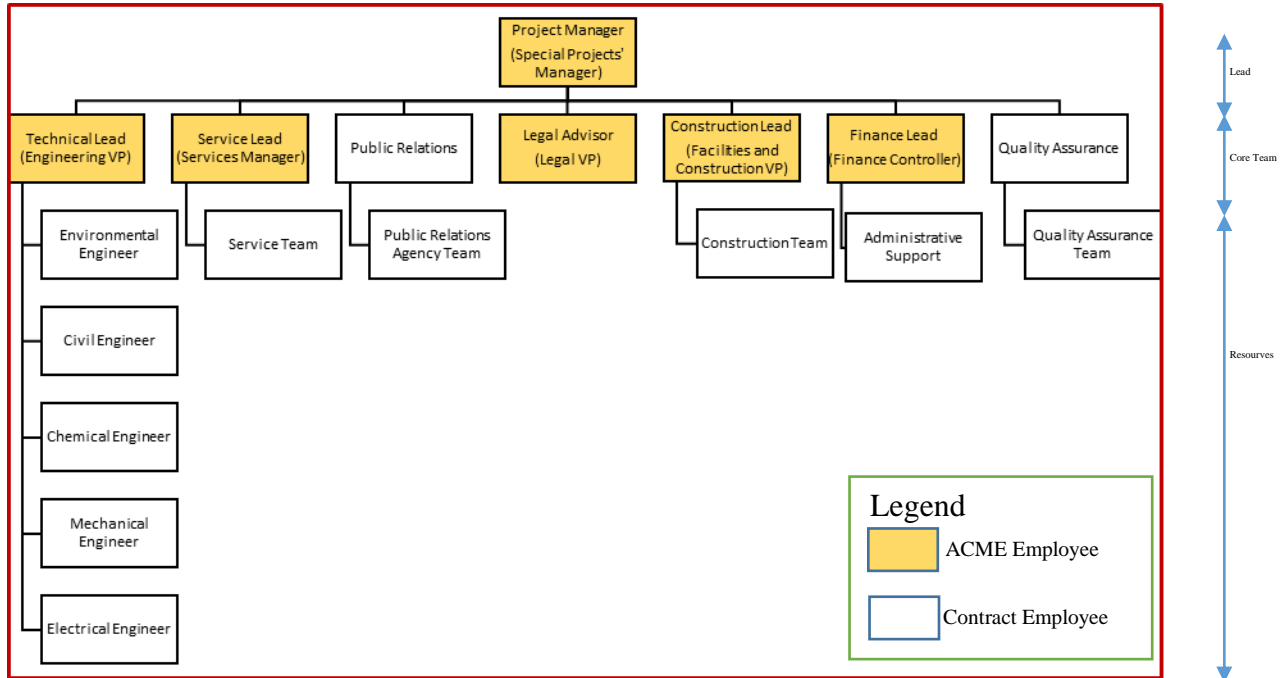 Project Manager
(Special Projects'
Manager)
Lead
Technical Lead
(Engineering VP)
Service Lead
(Services Manager)
Public Relations
Legal Advisor
(Legal VP)
Construction Lead
(Facilities and
Construction VP)
Finance Lead
(Finance Controller)
Quality Assurance
Core Team
Environmental
Engineer
Service Team
Public Relations
Agency Team
Construction Team
Administrative
Support
Quality Assurance
Team
Civil Engineer
Resourves
Chemical Engineer
Mechanical
Engineer
Electrical Engineer
Legend
ACME Employee
Contract Employee